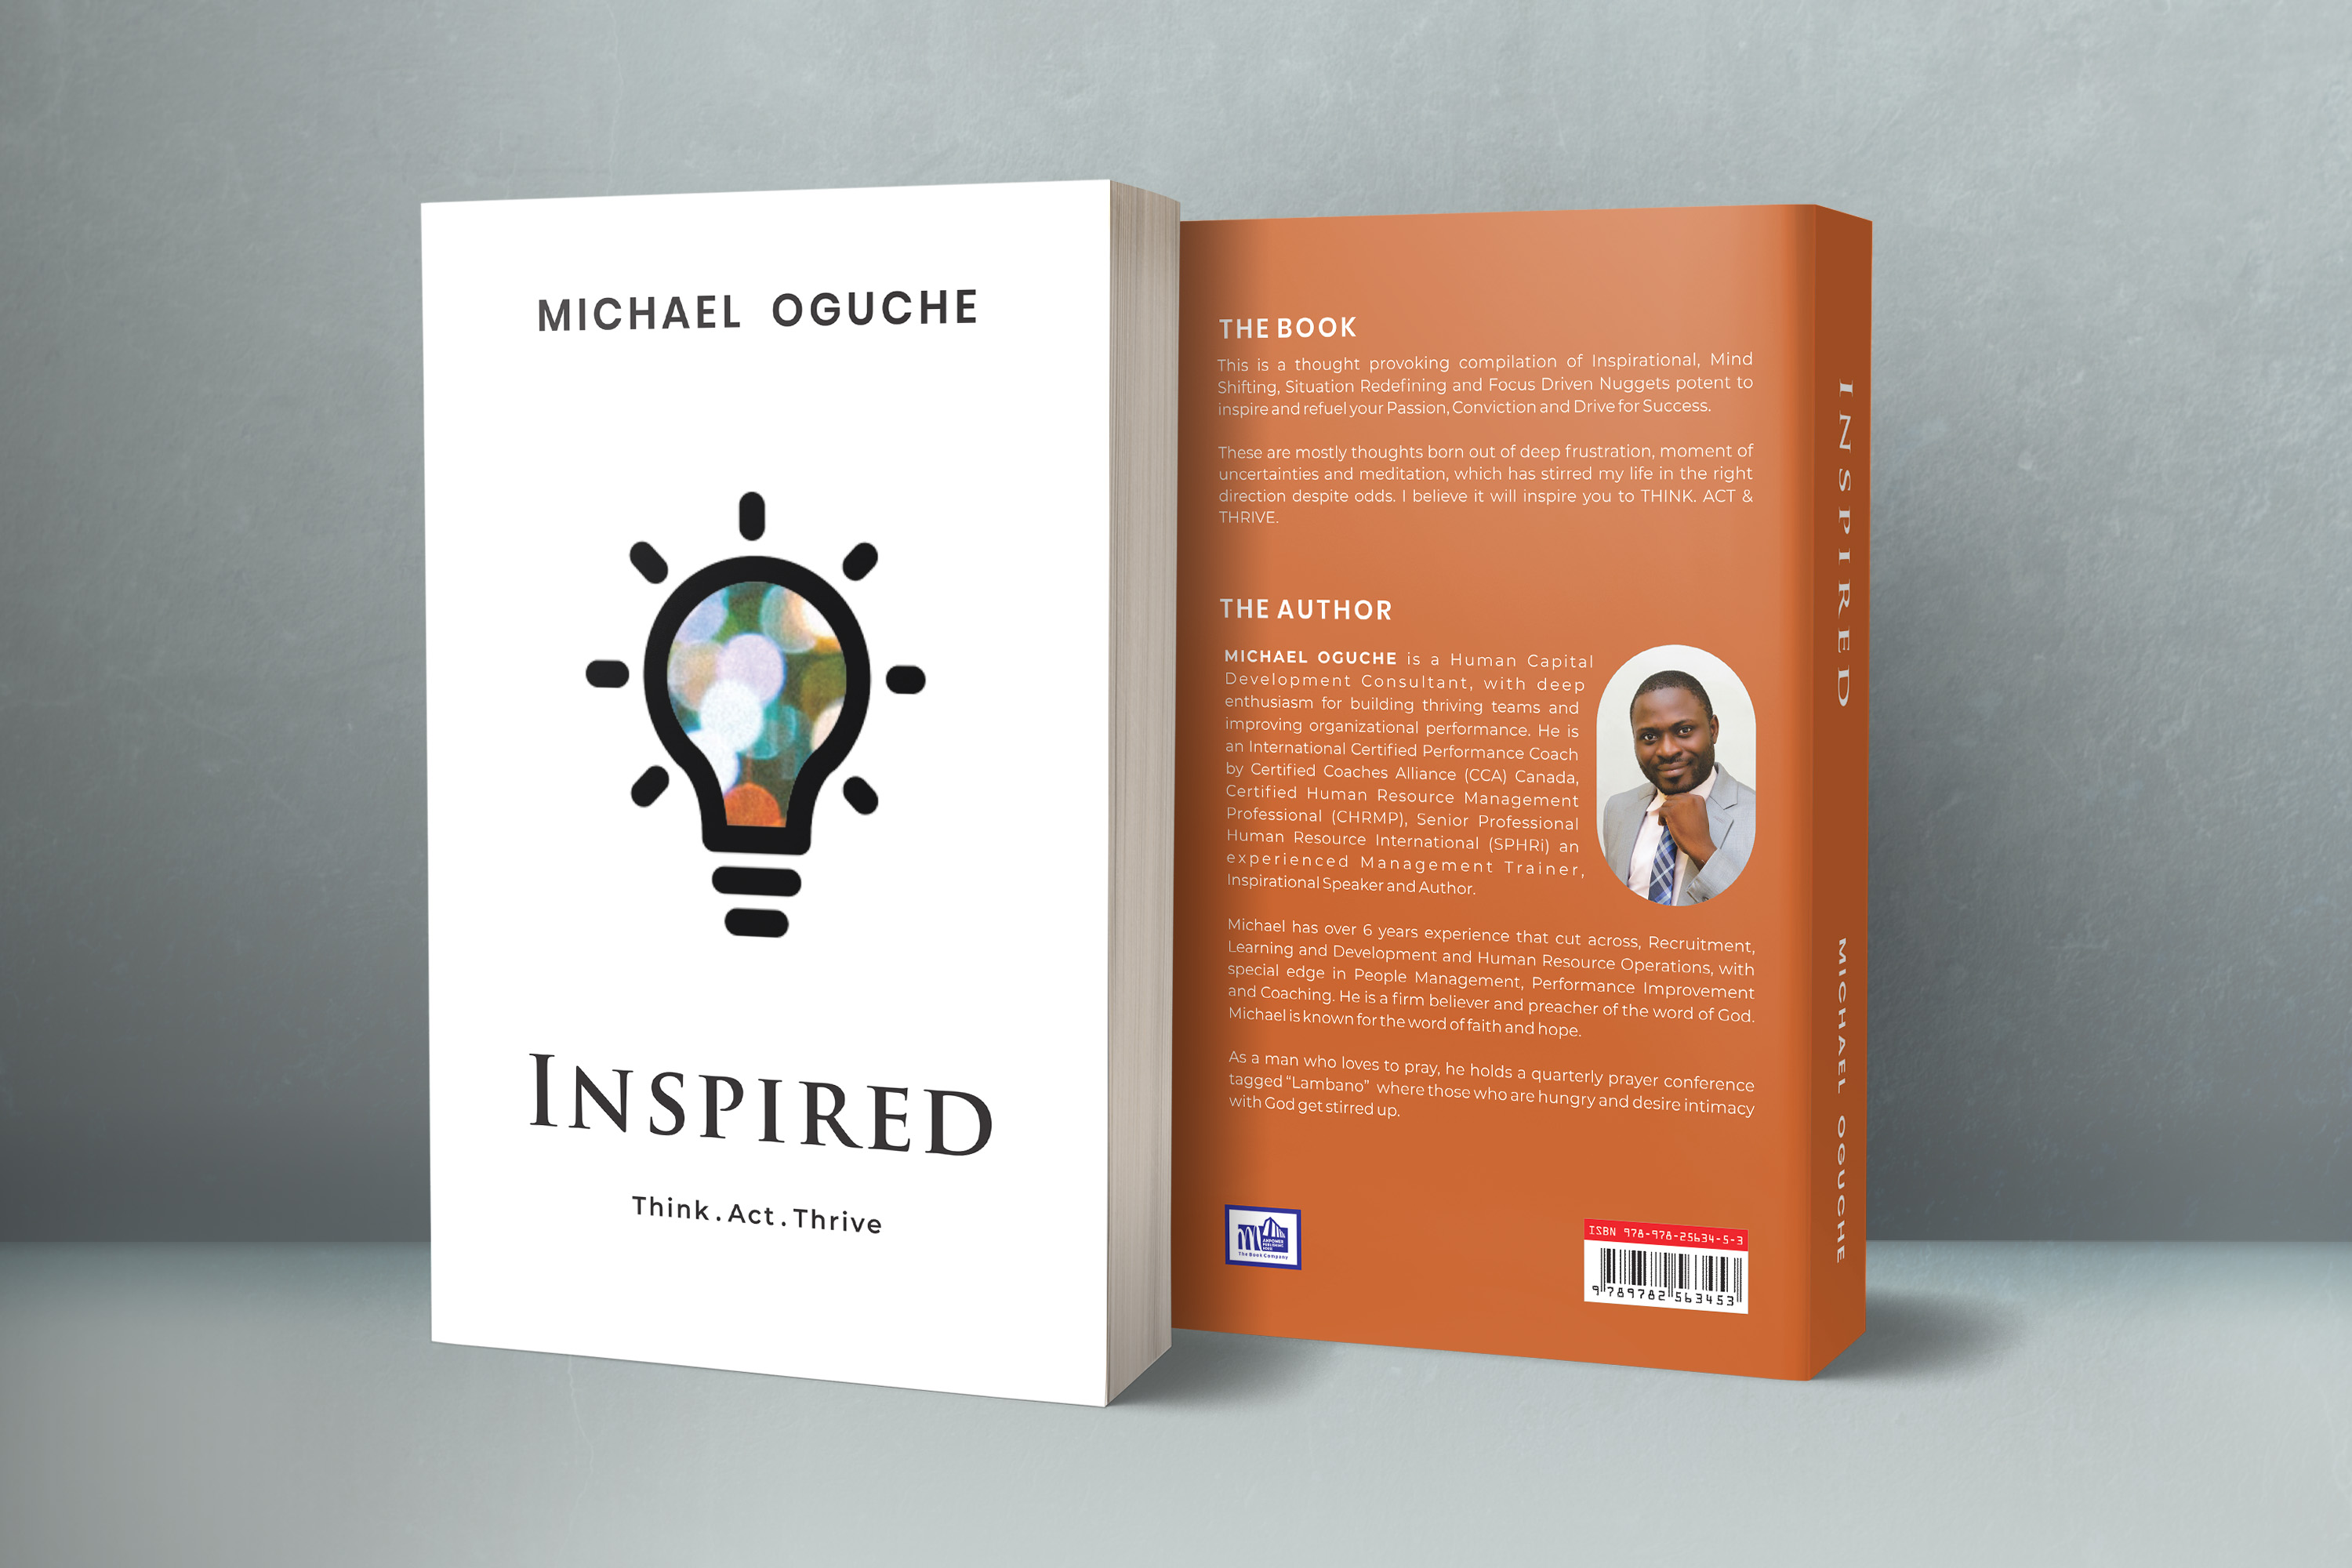 MICHAEL OGUCHE
INSPIRED
Think.Act.Thrive
THE BOOK
This is a thought provoking compilation of Inspirational, Mind
Shifting, Situation Redefining and Focus Driven Nuggets potent to
inspire and refuel your Passion, Conviction and Drive for Success.
These are mostly thoughts born out of deep frustration, moment of
uncertainties and meditation, which has stirred my life in the right
direction despite odds. I believe it will inspire you to THINK. ACT &
THRIVE.
THE AUTHOR
MICHAEL OGUCHE is a Human Capital
Development Consultant, with deep
enthusiasm for building thriving teams and
improving organizational performance. He is
an International Certified Performance Coach
by Certified Coaches Alliance (CCA) Canada,
Certified Human Resource Management
Professional (CHRMP), Senior Professional
Human Resource International (SPHRi) an
experienced Management Trainer,
Inspirational Speaker and Author.
Michael has over 6 years experience that cut across, Recruitment,
Learning and Development and Human Resource Operations, with
special edge in People Management, Performance Improvement
and Coaching. He is a firm believer and preacher of the word of God.
Michael is known for the word of faith and hope.
As a man who loves to pray, he holds a quarterly prayer conference
tagged “Lambano” where those who are hungry and desire intimacy
with God get stirred up.
The Book Company
ISBN 978-978-25634-5-3
9 789782 563453
INSPIRED
MICHAEL OGUCHE